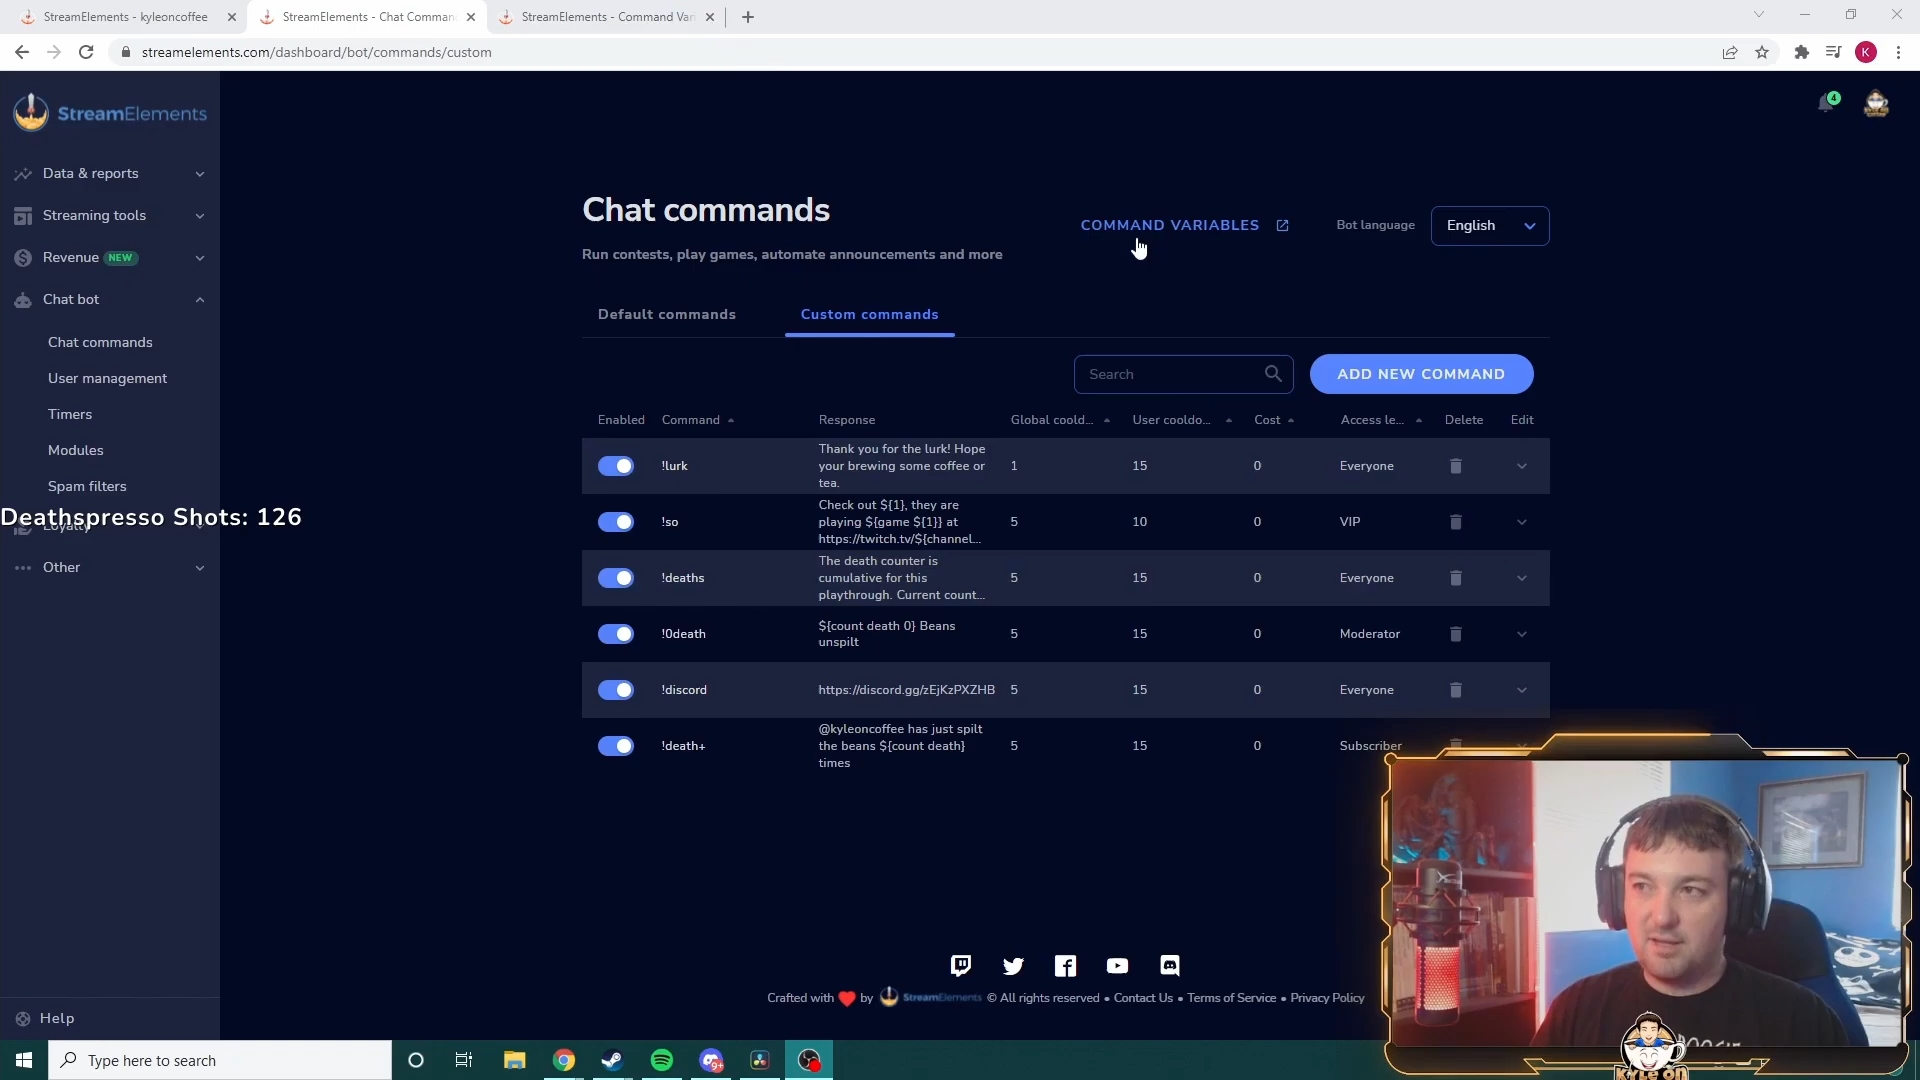 StreamElements - kyleoncoffee
StreamElements - Chat Comman
StreamElements - Command Var
streamelements.com/dashboard/bot/commands/custom
K
StreamElements
4
Data & reports
Streaming tools
Revenue NEW
Chat bot
Chat commands
User management
Timers
Modules
Spam filters
Deathspresso Shots: 126
Loyalty
Other
Help
Chat commands
Run contests, play games, automate announcements and more
COMMAND VARIABLES
Bot language
English
Default commands
Custom commands
Search
ADD NEW COMMAND
Enabled Command Response Global coold... User cooldo... Cost Access le... Delete Edit
!lurk
Thank you for the lurk! Hope
your brewing some coffee or
tea.
1 15 0 Everyone
!so
Check out ${1}, they are
playing ${game ${1}} at
https://twitch.tv/${channel...
5 10 0 VIP
!deaths
The death counter is
cumulative for this
playthrough. Current count...
5 15 0 Everyone
!0death
${count death 0} Beans
unspilt
5 15 0 Moderator
!discord
https://discord.gg/zEjKzPXZHB
5 15 0 Everyone
!death+
@kyleoncoffee has just spilt
the beans ${count death}
times
5 15 0 Subscriber
Crafted with by StreamElements © All rights reserved • Contact Us • Terms of Service • Privacy Policy
KYLE ON
Type here to search
9+